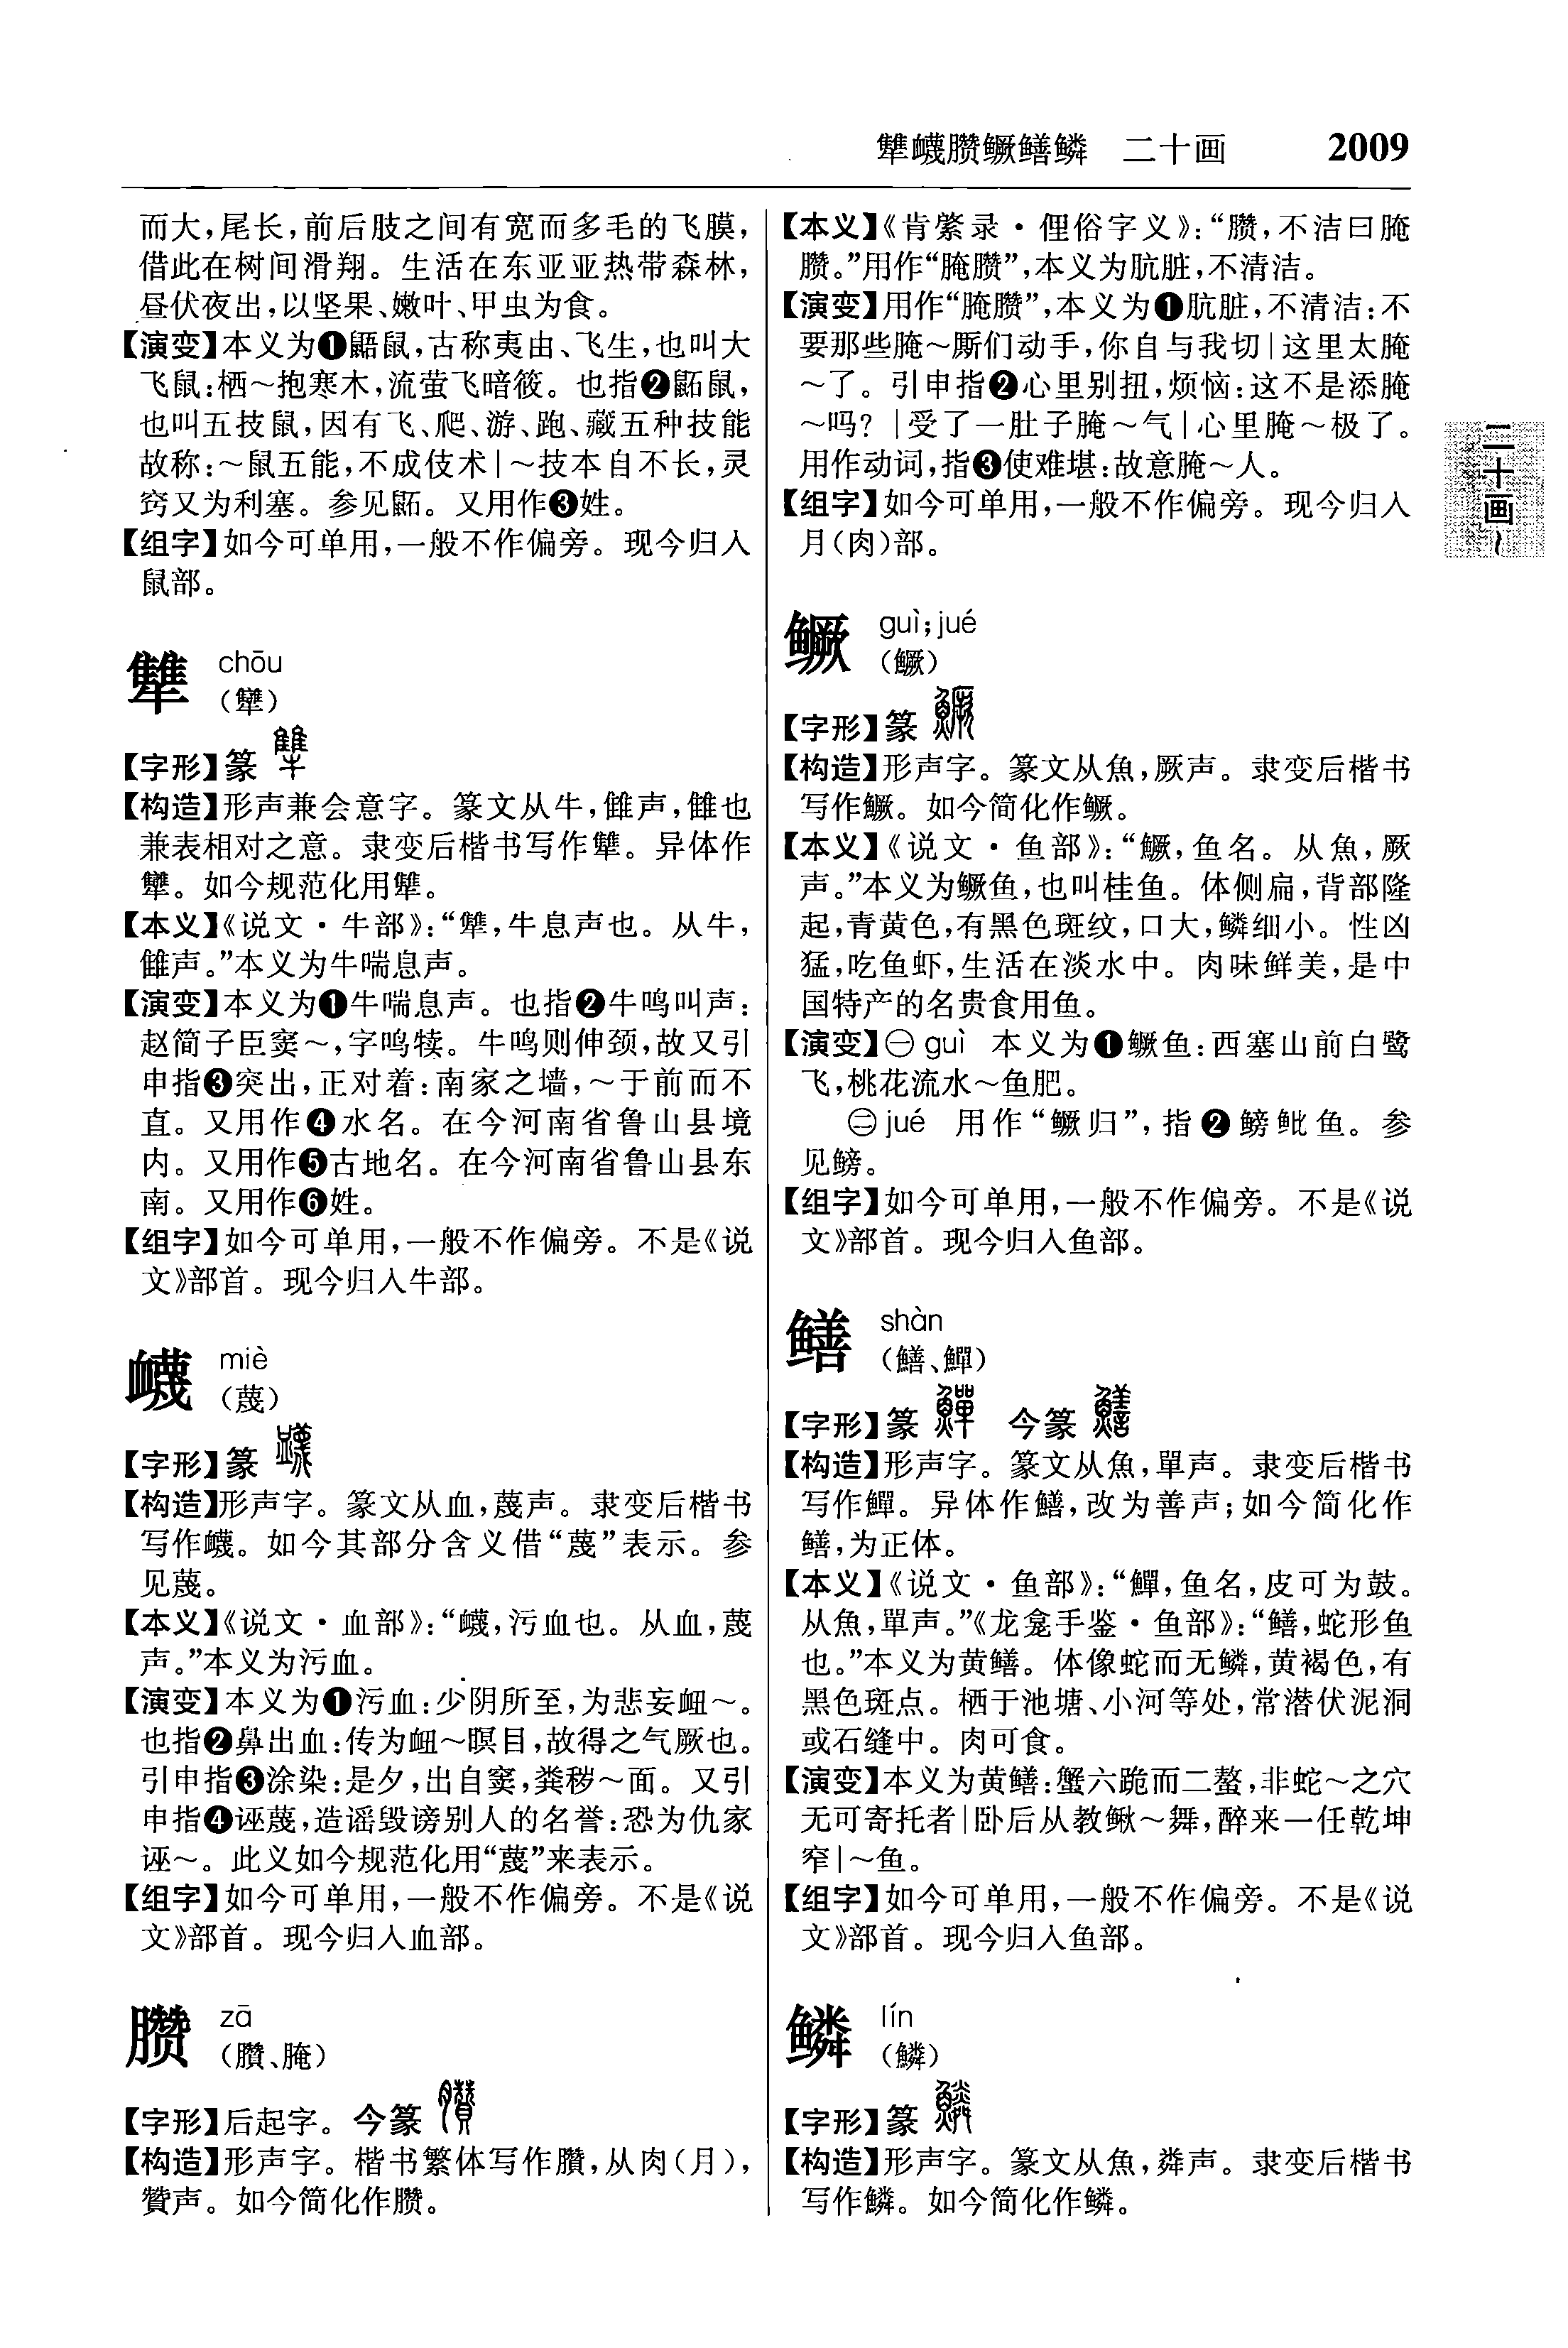 犨衊臜鳜鳝鳞　二十画　2009
而大，尾长，前后肢之间有宽而多毛的飞膜，
借此在树间滑翔。生活在东亚亚热带森林，
昼伏夜出，以坚果、嫩叶、甲虫为食。
【演变】本义为❶鼯鼠，古称夷由、飞生，也叫大
飞鼠：栖～抱寒木，流萤飞暗筱。也指❷鼫鼠，
也叫五技鼠，因有飞、爬、游、跑、藏五种技能
故称：～鼠五能，不成伎术|～技本自不长，灵
窍又为利塞。参见鼫。又用作❸姓。
【组字】如今可单用，一般不作偏旁。现今归入
鼠部。
犨 chōu
（犫）
【字形】篆
【构造】形声兼会意字。篆文从牛，雔声，雔也
兼表相对之意。隶变后楷书写作犨。异体作
犫。如今规范化用犨。
【本义】《说文·牛部》：“犨，牛息声也。从牛，
雔声。”本义为牛喘息声。
【演变】本义为❶牛喘息声。也指❷牛鸣叫声：
赵简子臣窦～，字鸣犊。牛鸣则伸颈，故又引
申指❸突出，正对着：南家之墙，～于前而不
直。又用作❹水名。在今河南省鲁山县境
内。又用作❺古地名。在今河南省鲁山县东
南。又用作❻姓。
【组字】如今可单用，一般不作偏旁。不是《说
文》部首。现今归入牛部。
衊 miè
（蔑）
【字形】篆
【构造】形声字。篆文从血，蔑声。隶变后楷书
写作衊。如今其部分含义借“蔑”表示。参
见蔑。
【本义】《说文·血部》：“衊，污血也。从血，蔑
声。”本义为污血。
【演变】本义为❶污血：少阴所至，为悲妄衄～。
也指❷鼻出血：传为衄～瞑目，故得之气厥也。
引申指❸涂染：是夕，出自窦，粪秽～面。又引
申指❹诬蔑，造谣毁谤别人的名誉：恐为仇家
诬～。此义如今规范化用“蔑”来表示。
【组字】如今可单用，一般不作偏旁。不是《说
文》部首。现今归入血部。
臜 zā
（臢、腌）
【字形】后起字。今篆
【构造】形声字。楷书繁体写作臢，从肉（月），
贊声。如今简化作臜。
【本义】《肯綮录·俚俗字义》：“臜，不洁曰腌
臜。”用作“腌臜”，本义为肮脏，不清洁。
【演变】用作“腌臜”，本义为❶肮脏，不清洁：不
要那些腌～厮们动手，你自与我切|这里太腌
～了。引申指❷心里别扭，烦恼：这不是添腌
～吗？|受了一肚子腌～气|心里腌～极了。
用作动词，指❸使难堪：故意腌～人。
【组字】如今可单用，一般不作偏旁。现今归入
月（肉）部。
鳜 guì；jué
（鱖）
【字形】篆
【构造】形声字。篆文从魚，厥声。隶变后楷书
写作鱖。如今简化作鳜。
【本义】《说文·鱼部》：“鳜，鱼名。从魚，厥
声。”本义为鳜鱼，也叫桂鱼。体侧扁，背部隆
起，青黄色，有黑色斑纹，口大，鳞细小。性凶
猛，吃鱼虾，生活在淡水中。肉味鲜美，是中
国特产的名贵食用鱼。
【演变】㊀guì　本义为❶鳜鱼：西塞山前白鹭
飞，桃花流水～鱼肥。
㊁jué　用作“鳜归”，指❷鳑鲏鱼。参
见鳑。
【组字】如今可单用，一般不作偏旁。不是《说
文》部首。现今归入鱼部。
鳝 shàn
（鱔、鱓）
【字形】篆　今篆
【构造】形声字。篆文从魚，單声。隶变后楷书
写作鱓。异体作鱔，改为善声；如今简化作
鳝，为正体。
【本义】《说文·鱼部》：“鱓，鱼名，皮可为鼓。
从魚，單声。”《龙龛手鉴·鱼部》：“鳝，蛇形鱼
也。”本义为黄鳝。体像蛇而无鳞，黄褐色，有
黑色斑点。栖于池塘、小河等处，常潜伏泥洞
或石缝中。肉可食。
【演变】本义为黄鳝：蟹六跪而二螯，非蛇～之穴
无可寄托者|卧后从教鳅～舞，醉来一任乾坤
窄|～鱼。
【组字】如今可单用，一般不作偏旁。不是《说
文》部首。现今归入鱼部。
鳞 lín
（鱗）
【字形】篆
【构造】形声字。篆文从魚，粦声。隶变后楷书
写作鱗。如今简化作鳞。
二十画～